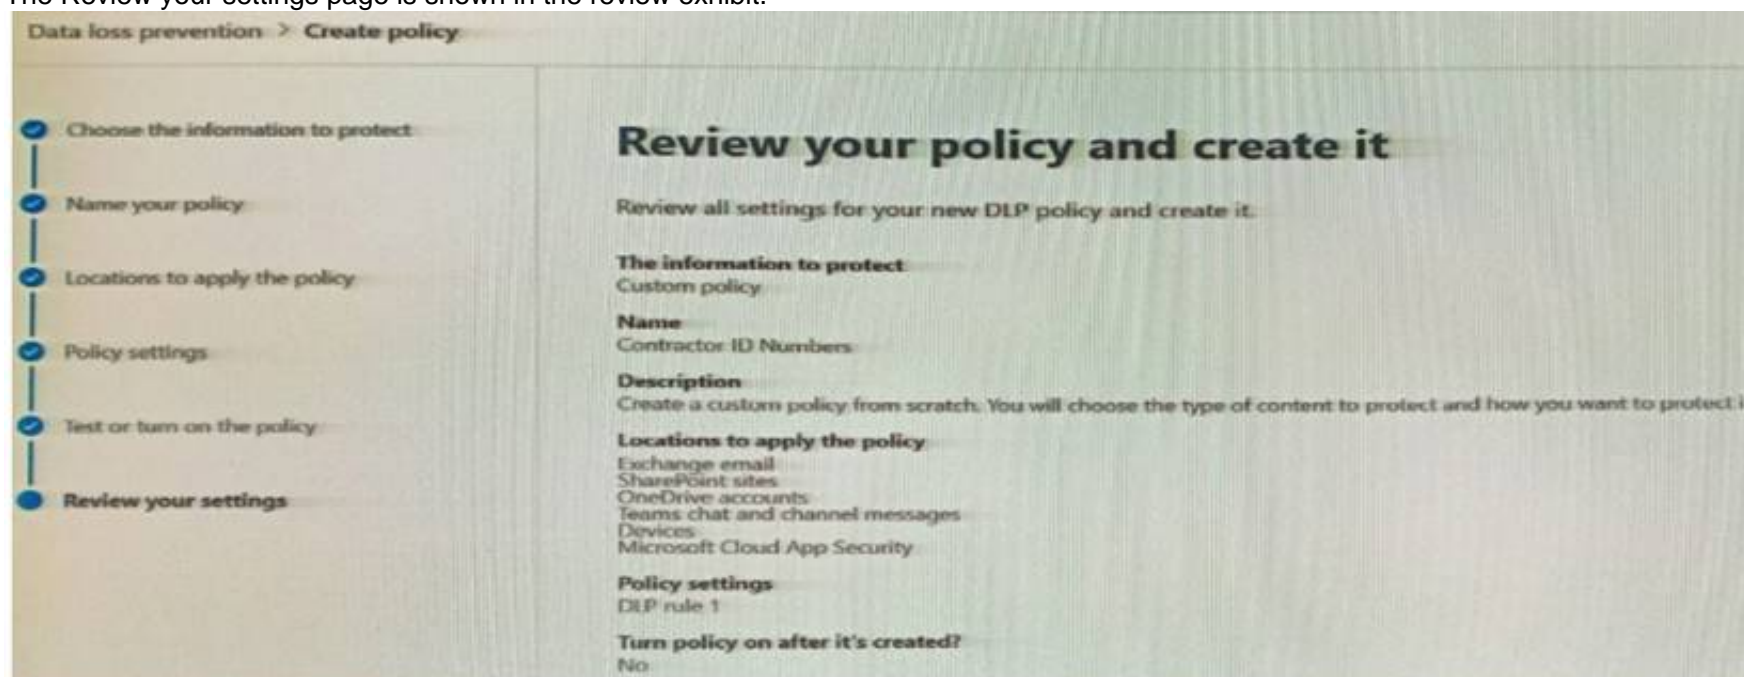 The Review your settings page is shown in the review exhibit.
Data loss prevention > Create policy
Choose the information to protect
Name your policy
Locations to apply the policy
Policy settings
Test or turn on the policy
Review your settings
Review your policy and create it
Review all settings for your new DLP policy and create it.
The information to protect
Custom policy
Name
Contractor ID Numbers
Description
Create a custom policy from scratch. You will choose the type of content to protect and how you want to protect i
Locations to apply the policy
Exchange email
SharePoint sites
OneDrive accounts
Teams chat and channel messages
Devices
Microsoft Cloud App Security
Policy settings
DLP rule 1
Turn policy on after it's created?
No